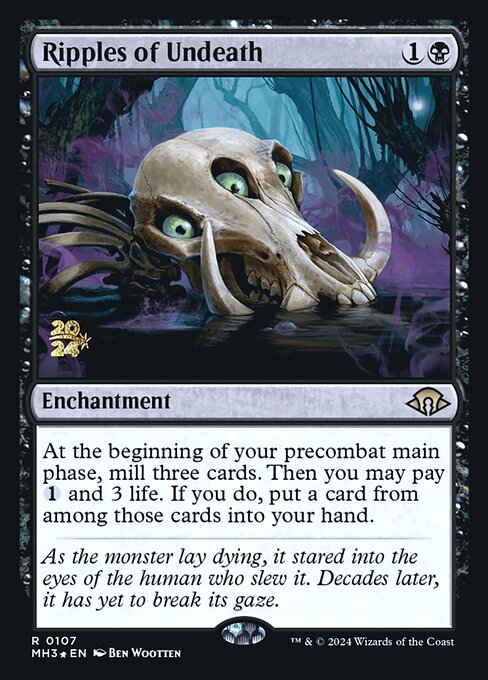 Ripples of Undeath 1
20
24
Enchantment
At the beginning of your precombat main
phase, mill three cards. Then you may pay
1 and 3 life. If you do, put a card from
among those cards into your hand.
As the monster lay dying, it stared into the
eyes of the human who slew it. Decades later,
it has yet to break its gaze.
R 0107
MH3★EN Ben Wootten
™ & © 2024 Wizards of the Coast